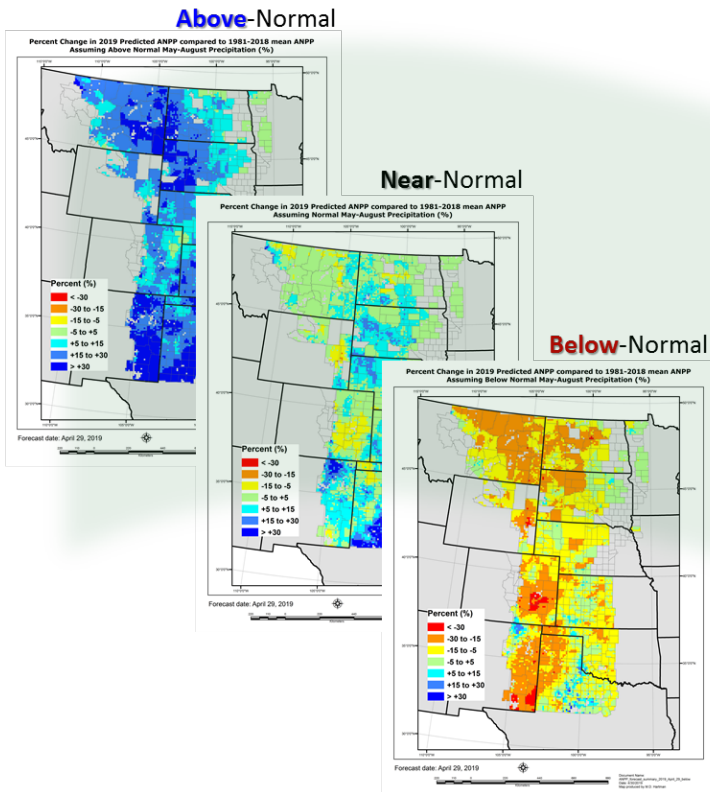 Above-Normal
Percent Change in 2019 Predicted ANPP compared to 1981-2018 mean ANPP
Assuming Above Normal May-August Precipitation (%)
Percent (%)
< -30
-30 to -15
-15 to -5
-5 to +5
+5 to +15
+15 to +30
> +30
Forecast date: April 29, 2019
Near-Normal
Percent Change in 2019 Predicted ANPP compared to 1981-2018 mean ANPP
Assuming Normal May-August Precipitation (%)
Percent (%)
< -30
-30 to -15
-15 to -5
-5 to +5
+5 to +15
+15 to +30
> +30
Forecast date: April 29, 2019
Below-Normal
Percent Change in 2019 Predicted ANPP compared to 1981-2018 mean ANPP
Assuming Below Normal May-August Precipitation (%)
Percent (%)
< -30
-30 to -15
-15 to -5
-5 to +5
+5 to +15
+15 to +30
> +30
Forecast date: April 29, 2019
Document Name: